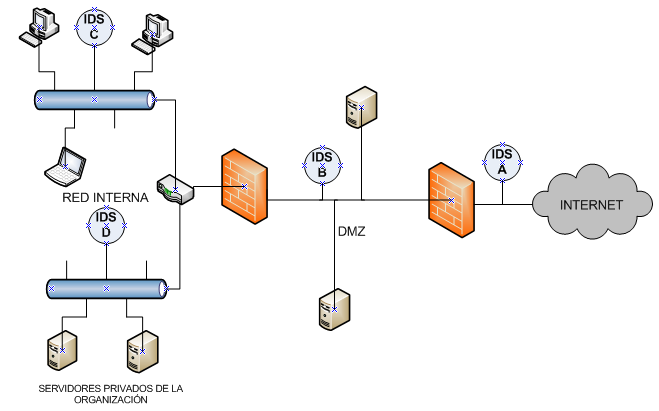 IDS
C
RED INTERNA
IDS
D
SERVIDORES PRIVADOS DE LA
ORGANIZACIÓN
IDS
B
DMZ
IDS
A
INTERNET